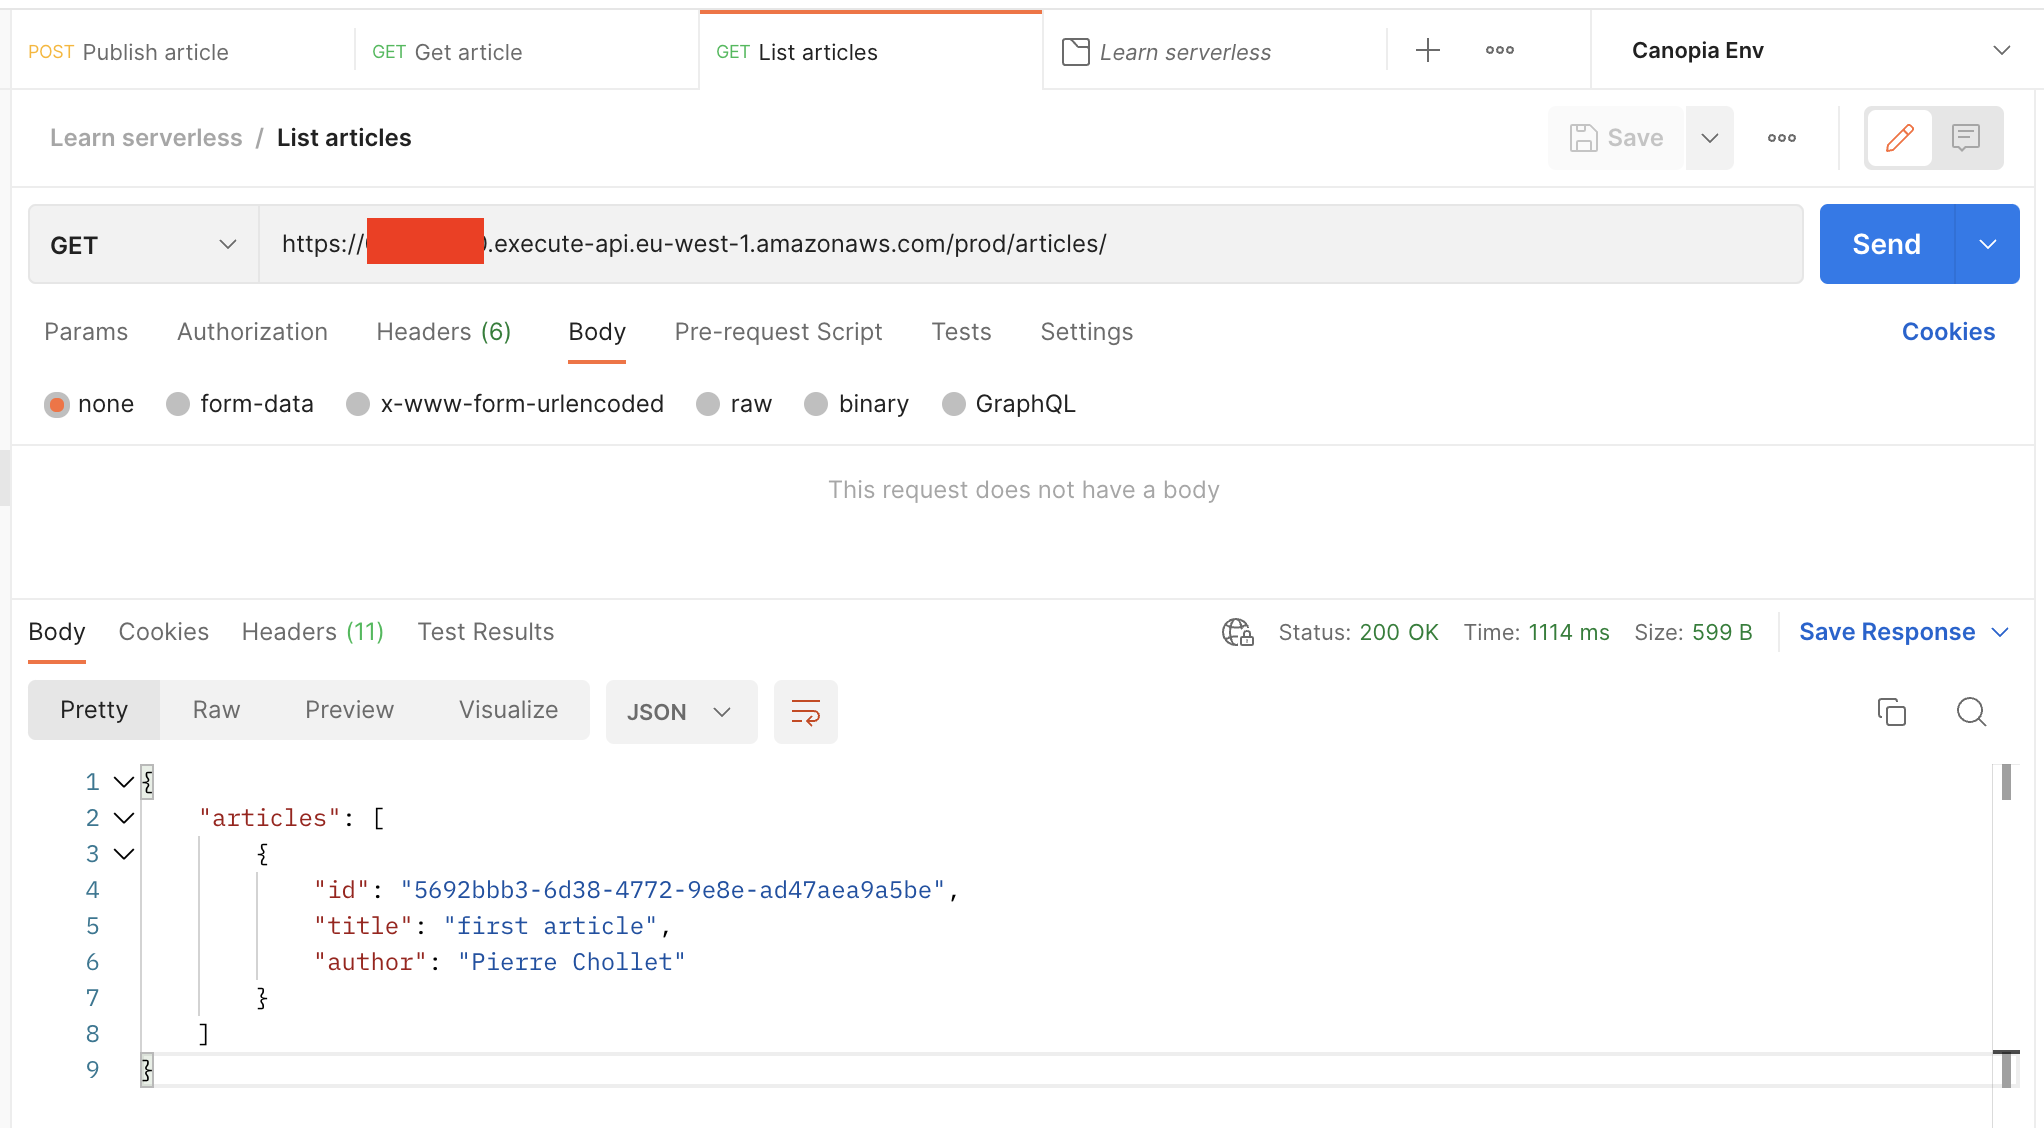 POST Publish article GET Get article GET List articles Learn serverless Canopia Env
Learn serverless / List articles Save
GET https:// .execute-api.eu-west-1.amazonaws.com/prod/articles/ Send
Params Authorization Headers (6) Body Pre-request Script Tests Settings Cookies
none form-data x-www-form-urlencoded raw binary GraphQL
This request does not have a body
Body Cookies Headers (11) Test Results Status: 200 OK Time: 1114 ms Size: 599 B Save Response
Pretty Raw Preview Visualize JSON
1 {
2 "articles": [
3 {
4 "id": "5692bbb3-6d38-4772-9e8e-ad47aea9a5be",
5 "title": "first article",
6 "author": "Pierre Chollet"
7 }
8 ]
9 }